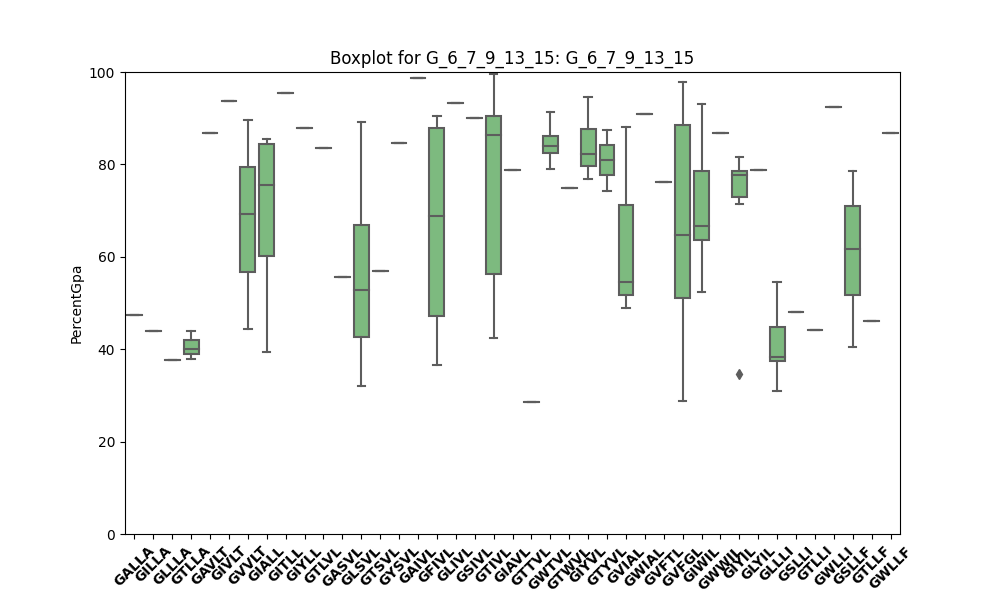 Boxplot for G_6_7_9_13_15: G_6_7_9_13_15
PercentGpa
100
80
60
40
20
0
GALLA
GILLA
GLLLA
GTLLA
GAVLT
GIVLT
GVVLT
GIALL
GITLL
GIYLL
GTLVL
GASVL
GLSVL
GTSVL
GYSVL
GAIVL
GFIVL
GLIVL
GSIVL
GTIVL
GIAVL
GTTVL
GWTVL
GTWVL
GIYVL
GTYVL
GVIAL
GWIAL
GVFTL
GVFGL
GIWIL
GWWIL
GIYIL
GLYIL
GLLLI
GSLLI
GTLLI
GWLLI
GSLLF
GTLLF
GWLLF